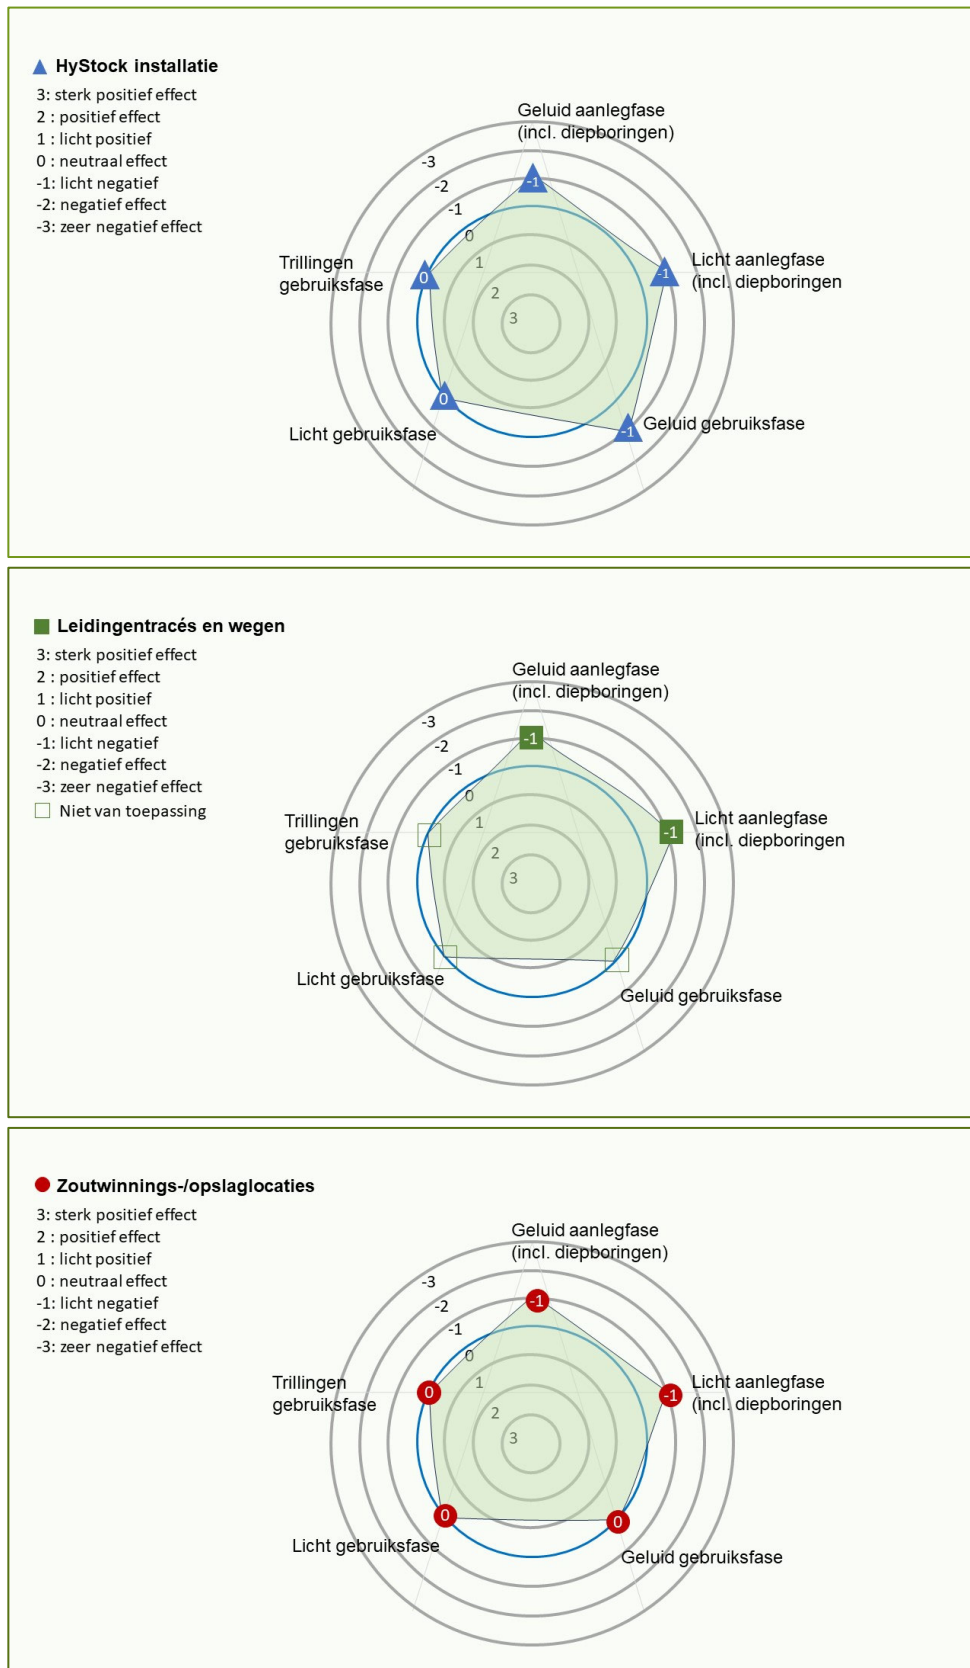 HyStock installatie
3: sterk positief effect
2 : positief effect
1 : licht positief
0 : neutraal effect
-1: licht negatief
-2: negatief effect
-3: zeer negatief effect
Geluid aanlegfase
(incl. diepboringen)
-3
-2
-1
0
1
2
3
-1
Licht aanlegfase
(incl. diepboringen
-1
Trillingen
gebruiksfase
0
0
Licht gebruiksfase
-1
Geluid gebruiksfase
Leidingentracés en wegen
3: sterk positief effect
2 : positief effect
1 : licht positief
0 : neutraal effect
-1: licht negatief
-2: negatief effect
-3: zeer negatief effect
Niet van toepassing
Geluid aanlegfase
(incl. diepboringen)
-3
-2
-1
0
1
2
3
-1
Licht aanlegfase
(incl. diepboringen
-1
Trillingen
gebruiksfase
Licht gebruiksfase
Geluid gebruiksfase
Zoutwinnings-/opslaglocaties
3: sterk positief effect
2 : positief effect
1 : licht positief
0 : neutraal effect
-1: licht negatief
-2: negatief effect
-3: zeer negatief effect
Geluid aanlegfase
(incl. diepboringen)
-3
-2
-1
0
1
2
3
-1
Licht aanlegfase
(incl. diepboringen
-1
Trillingen
gebruiksfase
0
0
Licht gebruiksfase
0
Geluid gebruiksfase